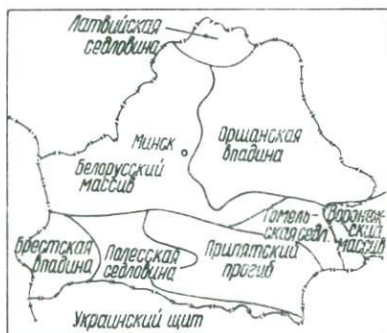 Латвийская
седловина
Минск
Оршанская
впадина
Белорусский
массив
Гомель-
ская седл.
Воронеж-
ский
массив
Брестская
впадина
Полесская
седловина
Припятский
прогиб
Украинский щит